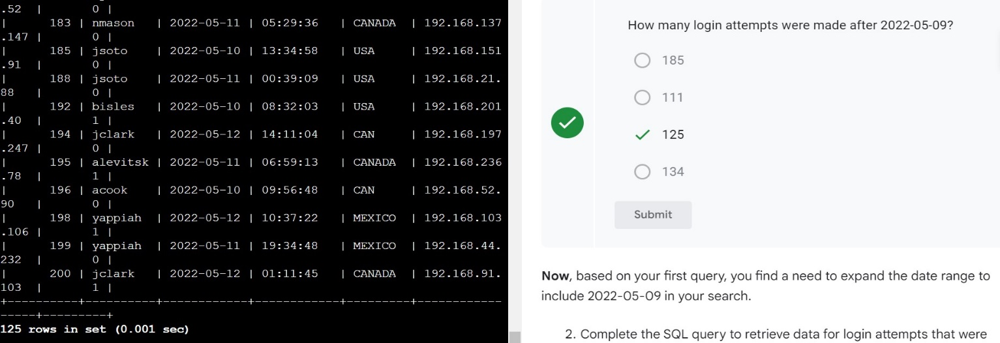 .52  |         0 |
|      183 | nmason   | 2022-05-11 | 05:29:36   | CANADA  | 192.168.137
.147 |         0 |
|      185 | jsoto    | 2022-05-10 | 13:34:58   | USA     | 192.168.151
.91  |         0 |
|      188 | jsoto    | 2022-05-11 | 00:39:09   | USA     | 192.168.21.
88   |         0 |
|      192 | bisles   | 2022-05-10 | 08:32:03   | USA     | 192.168.201
.40  |         1 |
|      194 | jclark   | 2022-05-12 | 14:11:04   | CAN     | 192.168.197
.247 |         0 |
|      195 | alevitsk | 2022-05-11 | 06:59:13   | CANADA  | 192.168.236
.78  |         1 |
|      196 | acook    | 2022-05-10 | 09:56:48   | CAN     | 192.168.52.
90   |         0 |
|      198 | yappiah  | 2022-05-12 | 10:37:22   | MEXICO  | 192.168.103
.106 |         1 |
|      199 | yappiah  | 2022-05-11 | 19:34:48   | MEXICO  | 192.168.44.
232  |         0 |
|      200 | jclark   | 2022-05-12 | 01:11:45   | CANADA  | 192.168.91.
103  |         1 |
+----------+----------+------------+------------+---------+------------
-----+---------+
125 rows in set (0.001 sec)
How many login attempts were made after 2022-05-09?
185
111
125
134
Submit
Now, based on your first query, you find a need to expand the date range to
include 2022-05-09 in your search.
2. Complete the SQL query to retrieve data for login attempts that were